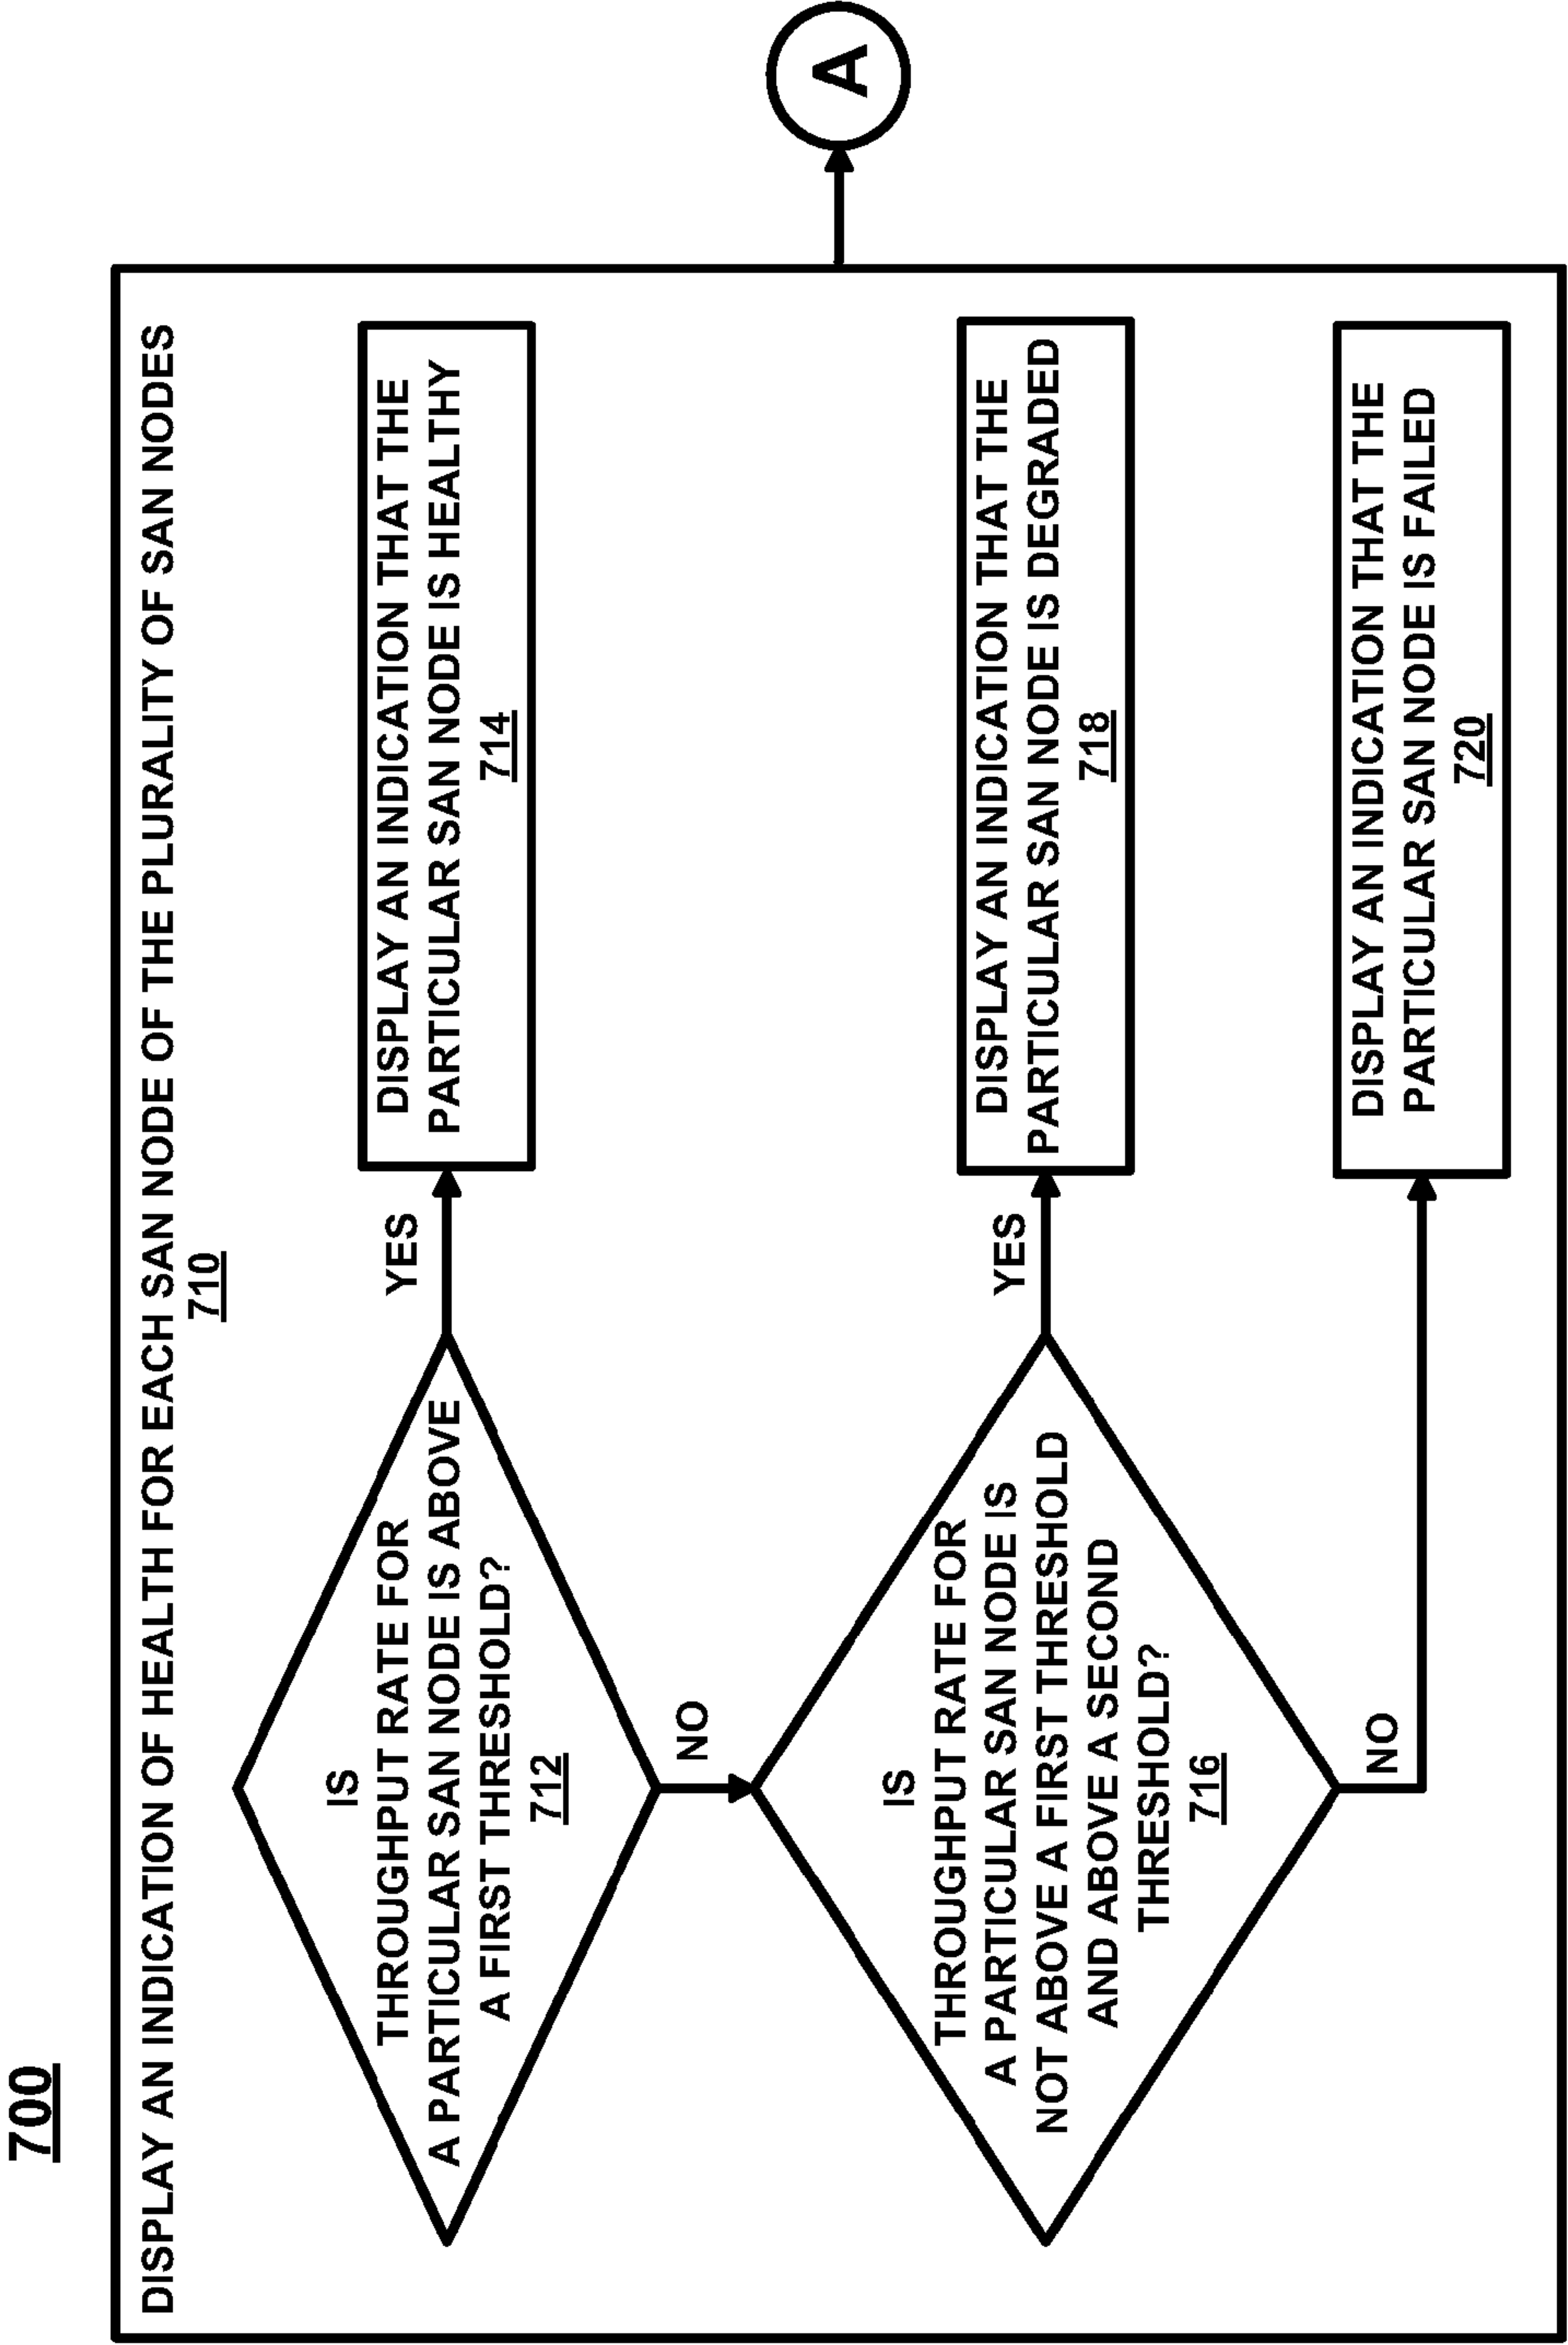 700
DISPLAY AN INDICATION OF HEALTH FOR EACH SAN NODE OF THE PLURALITY OF SAN NODES
710
IS
THROUGHPUT RATE FOR
A PARTICULAR SAN NODE IS ABOVE
A FIRST THRESHOLD?
712
YES
DISPLAY AN INDICATION THAT THE
PARTICULAR SAN NODE IS HEALTHY
714
NO
IS
THROUGHPUT RATE FOR
A PARTICULAR SAN NODE IS
NOT ABOVE A FIRST THRESHOLD
AND ABOVE A SECOND
THRESHOLD?
716
YES
DISPLAY AN INDICATION THAT THE
PARTICULAR SAN NODE IS DEGRADED
718
NO
DISPLAY AN INDICATION THAT THE
PARTICULAR SAN NODE IS FAILED
720
A